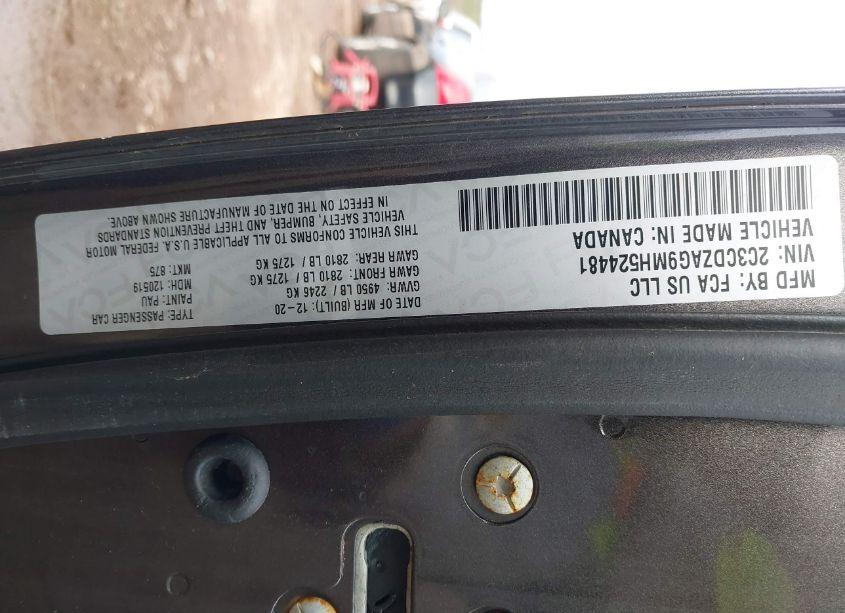 MFD BY: FCA US LLC
VIN: 2C3CDZAG9MH524481
VEHICLE MADE IN: CANADA
DATE OF MFR (BUILT): 12-20
GVWR: 4950 LB / 2246 KG
GAWR FRONT: 2810 LB / 1275 KG
GAWR REAR: 2810 LB / 1275 KG
THIS VEHICLE CONFORMS TO ALL APPLICABLE U.S.A. FEDERAL MOTOR
VEHICLE SAFETY, BUMPER, AND THEFT PREVENTION STANDARDS
IN EFFECT ON THE DATE OF MANUFACTURE SHOWN ABOVE.
TYPE: PASSENGER CAR
PAINT: PAU
MDH: 120519
MKT: 875